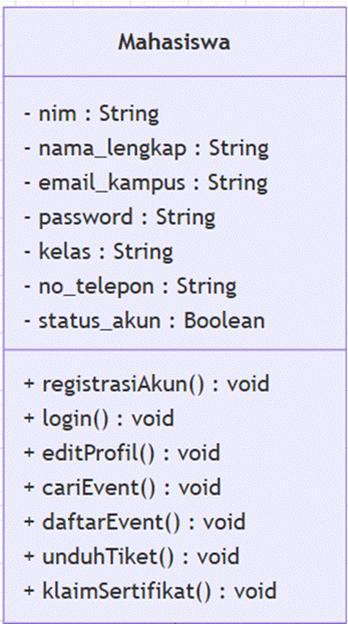 Mahasiswa
- nim : String
- nama_lengkap : String
- email_kampus : String
- password : String
- kelas : String
- no_telepon : String
- status_akun : Boolean
+ registrasiAkun() : void
+ login() : void
+ editProfil() : void
+ cariEvent() : void
+ daftarEvent() : void
+ unduhTiket() : void
+ klaimSertifikat() : void